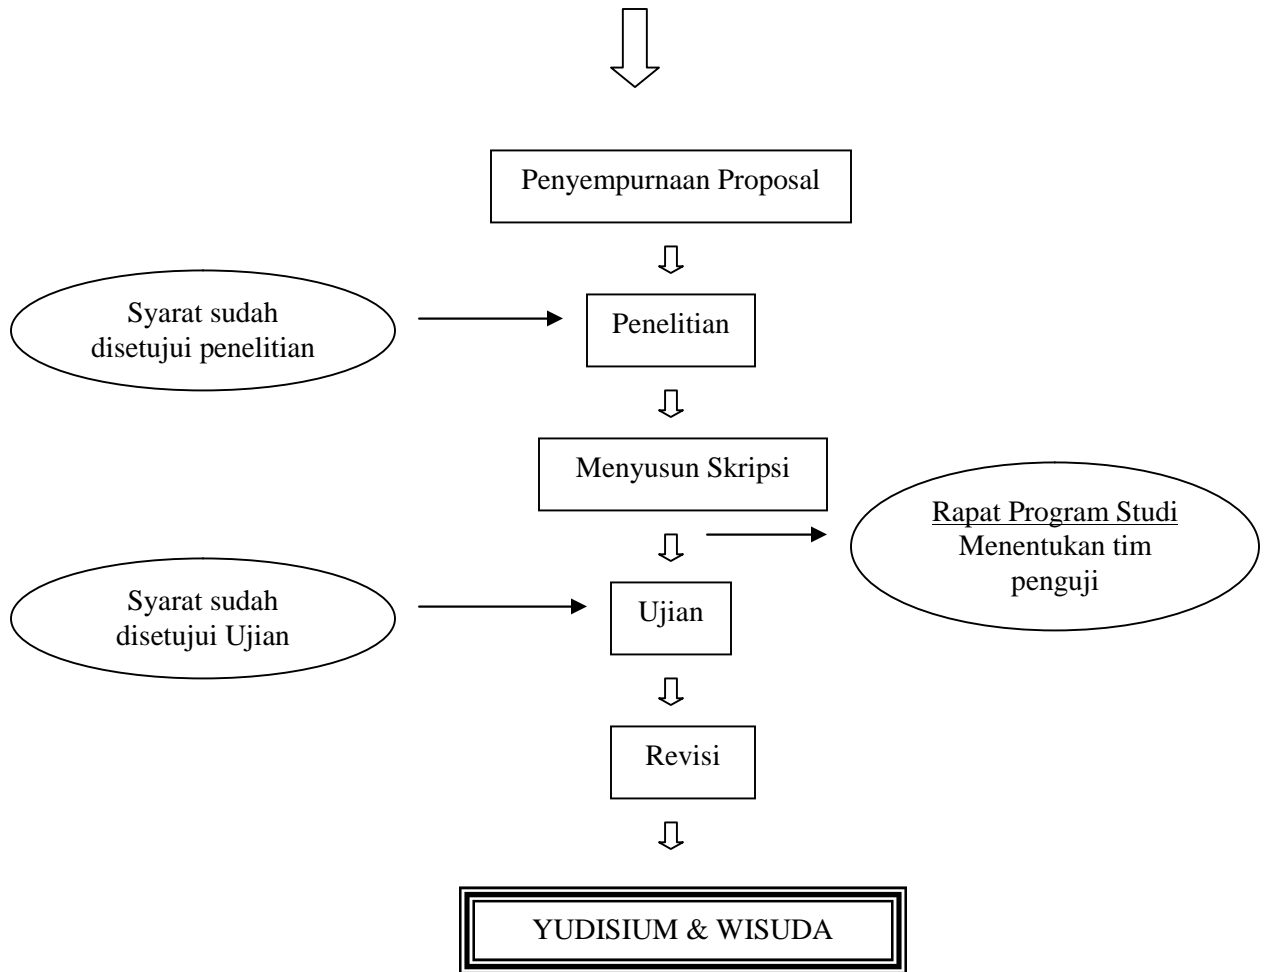 Penyempurnaan Proposal
Syarat sudah
disetujui penelitian
Penelitian
Menyusun Skripsi
Rapat Program Studi
Menentukan tim
penguji
Syarat sudah
disetujui Ujian
Ujian
Revisi
YUDISIUM & WISUDA